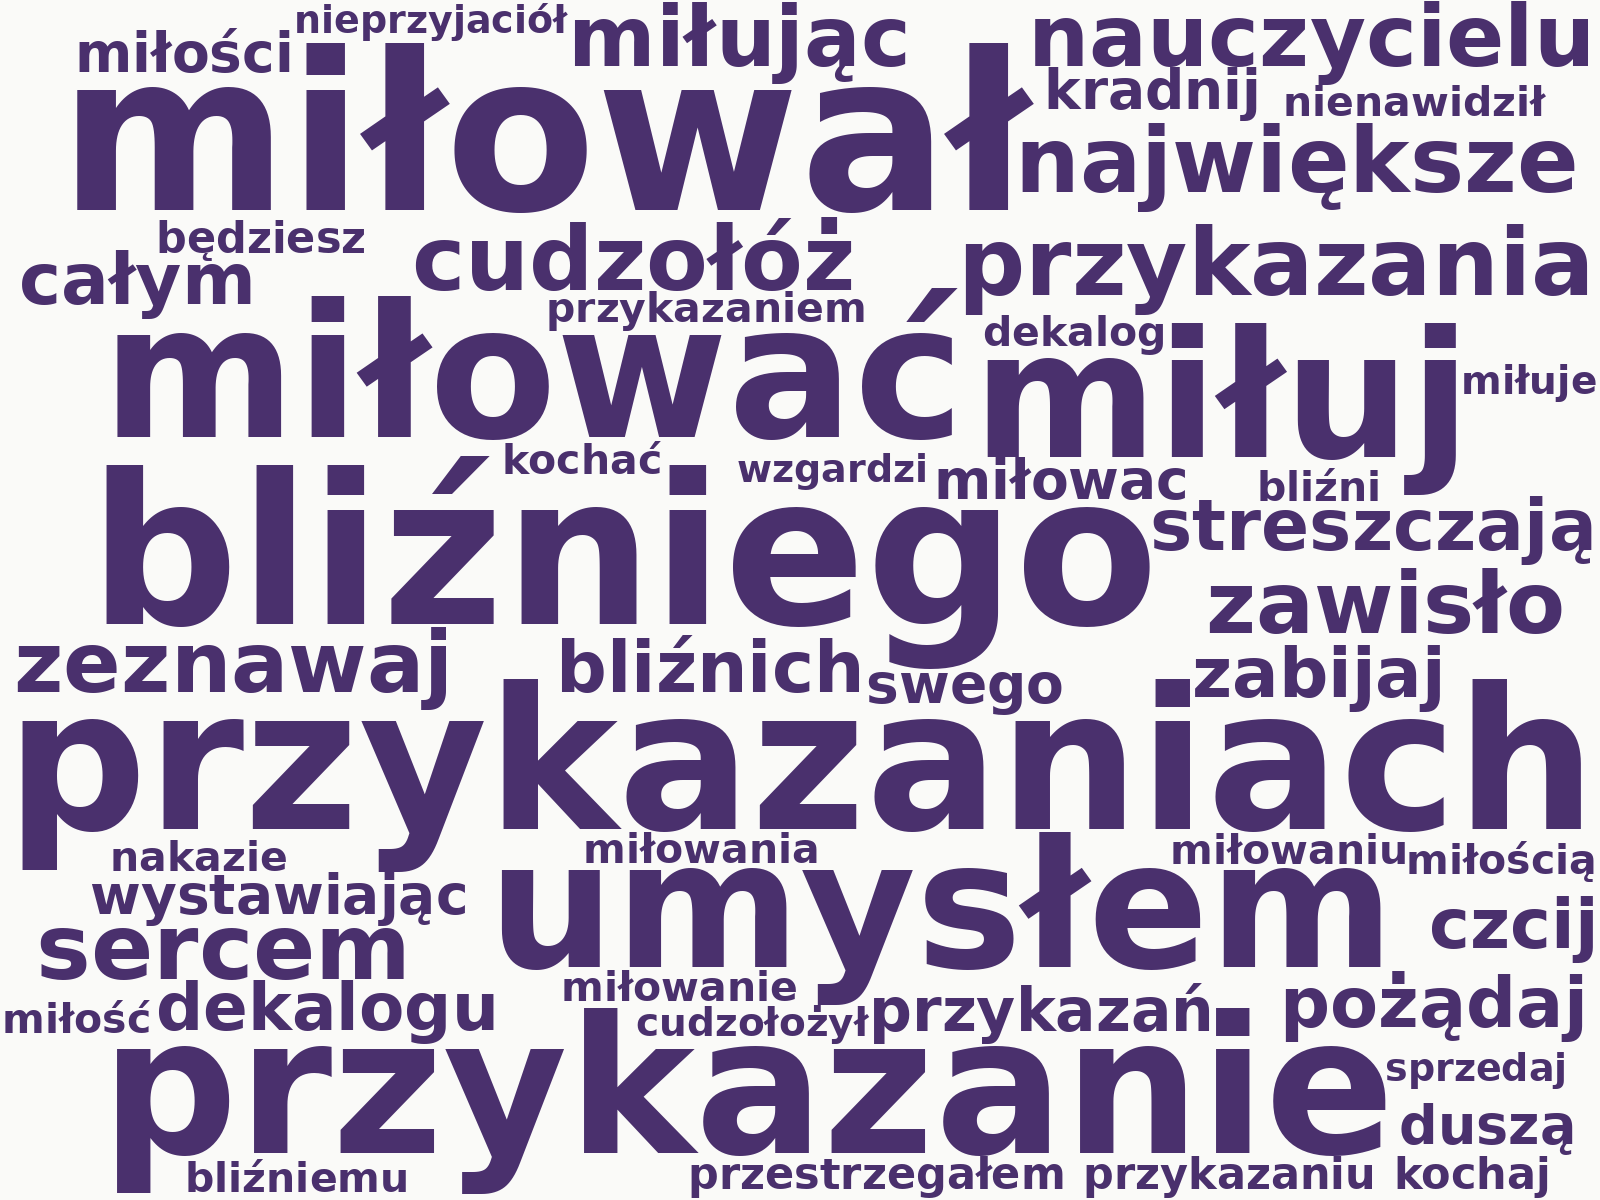 nieprzyjaciół
miłując
nauczycielu
miłości
miłował
kradnij
nienawidził
największe
będziesz
cudzołóż
przykazania
całym
przykazaniem
dekalog
miłować
miłuj
miłuje
kochać
wzgardzi
miłowac
bliźni
bliźniego
streszczają
zawisło
zeznawaj
bliźnich
swego
zabijaj
przykazaniach
nakazie
miłowania
miłowaniu
miłością
wystawiając
umysłem
czcij
sercem
miłowanie
pożądaj
miłość
dekalogu
cudzołożył
przykazań
przykazanie
sprzedaj
duszą
bliźniemu
przestrzegałem
przykazaniu
kochaj